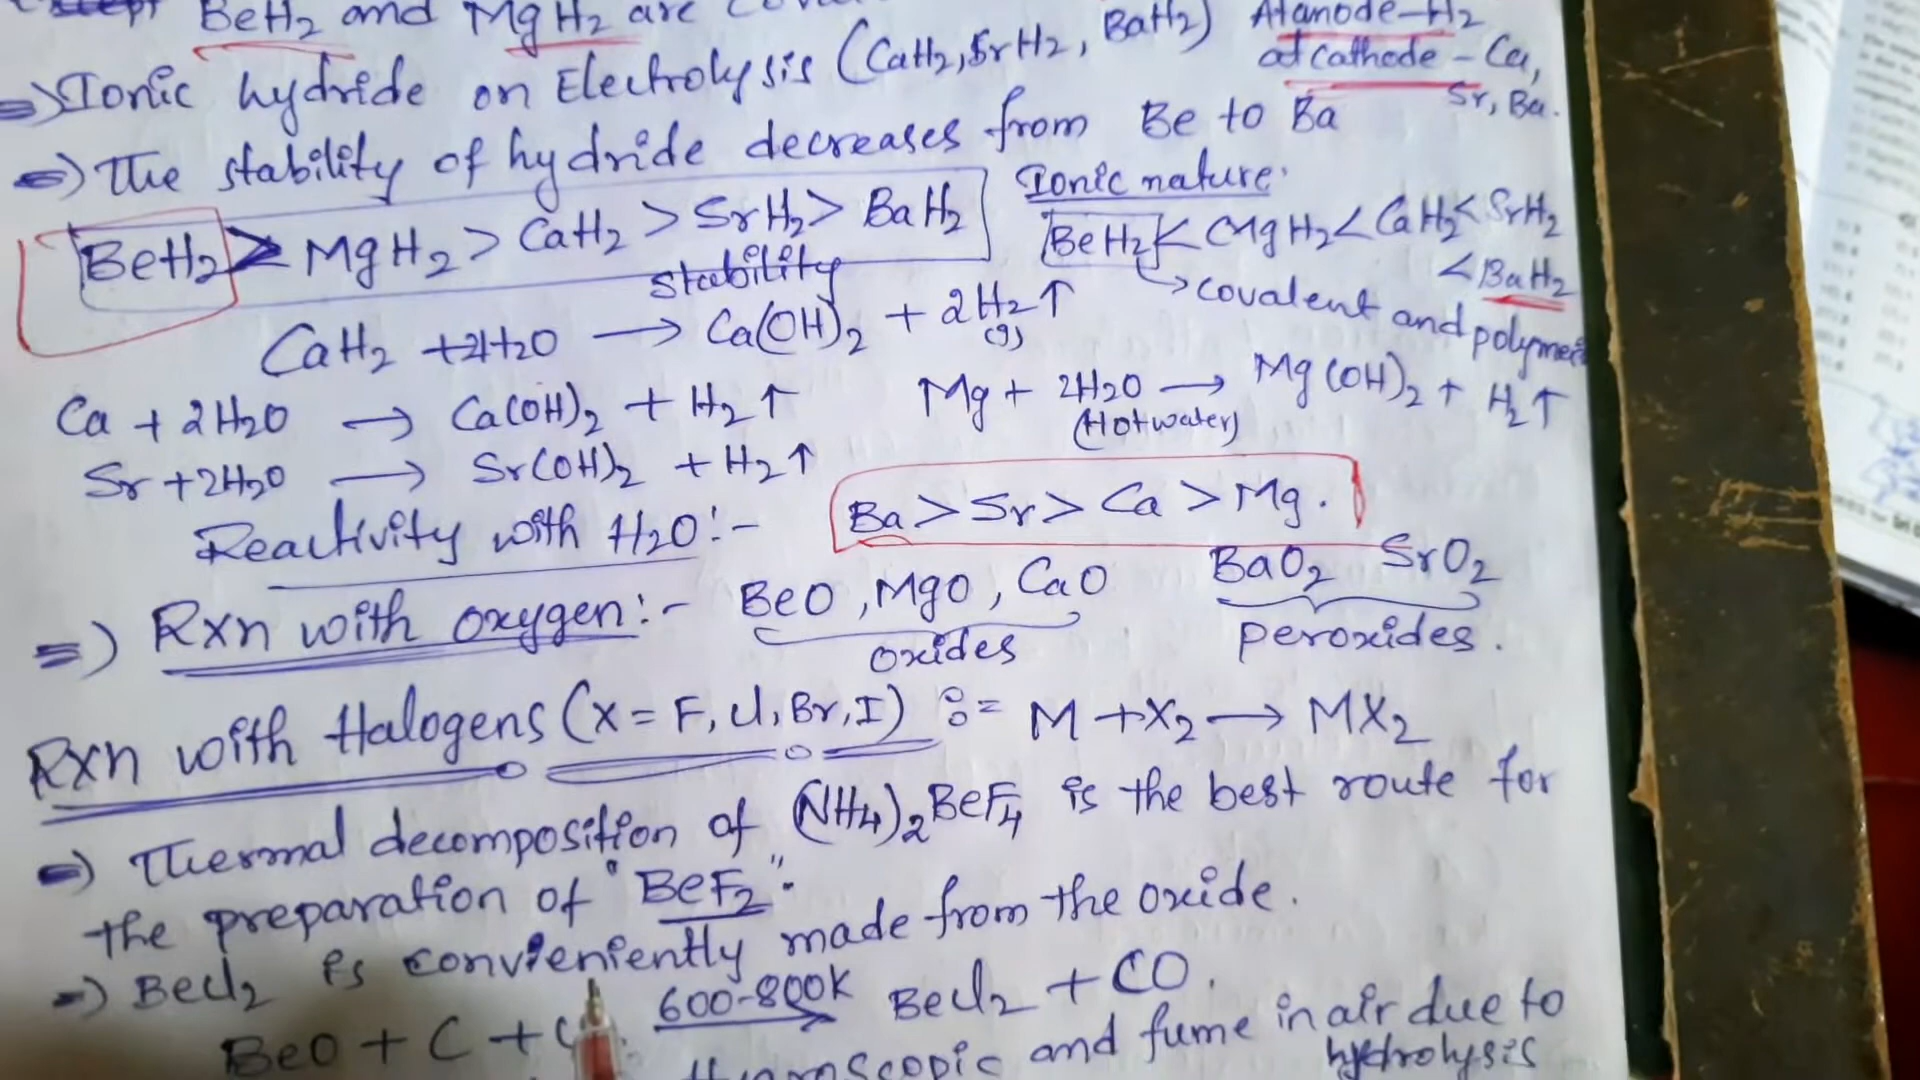 BeH2 and MgH2 are
At anode-H2
at cathode - Ca,
Sr, Ba.
=> Ionic hydride on Electrolysis (CaH2, SrH2, BaH2)
=> The stability of hydride decreases from Be to Ba
BeH2 > MgH2 > CaH2 > SrH2 > BaH2
stability
Ionic nature:
BeH2 < MgH2 < CaH2 < SrH2
< BaH2
→ covalent and polymeric
CaH2 + 2H2O → Ca(OH)2 + 2H2(g)↑
Ca + 2H2O → Ca(OH)2 + H2↑
Mg + 2H2O → Mg(OH)2 + H2↑
(Hot water)
Sr + 2H2O → Sr(OH)2 + H2↑
Reactivity with H2O:- Ba > Sr > Ca > Mg.
=> Rxn with oxygen:- BeO, MgO, CaO BaO2 SrO2
oxides peroxides.
Rxn with Halogens (X = F, Cl, Br, I) := M + X2 → MX2
=> Thermal decomposition of (NH4)2BeF4 is the best route for
the preparation of "BeF2".
=> BeCl2 is conveniently made from the oxide.
BeO + C + 600-800K → BeCl2 + CO.
and fume in air due to
hydrolysis